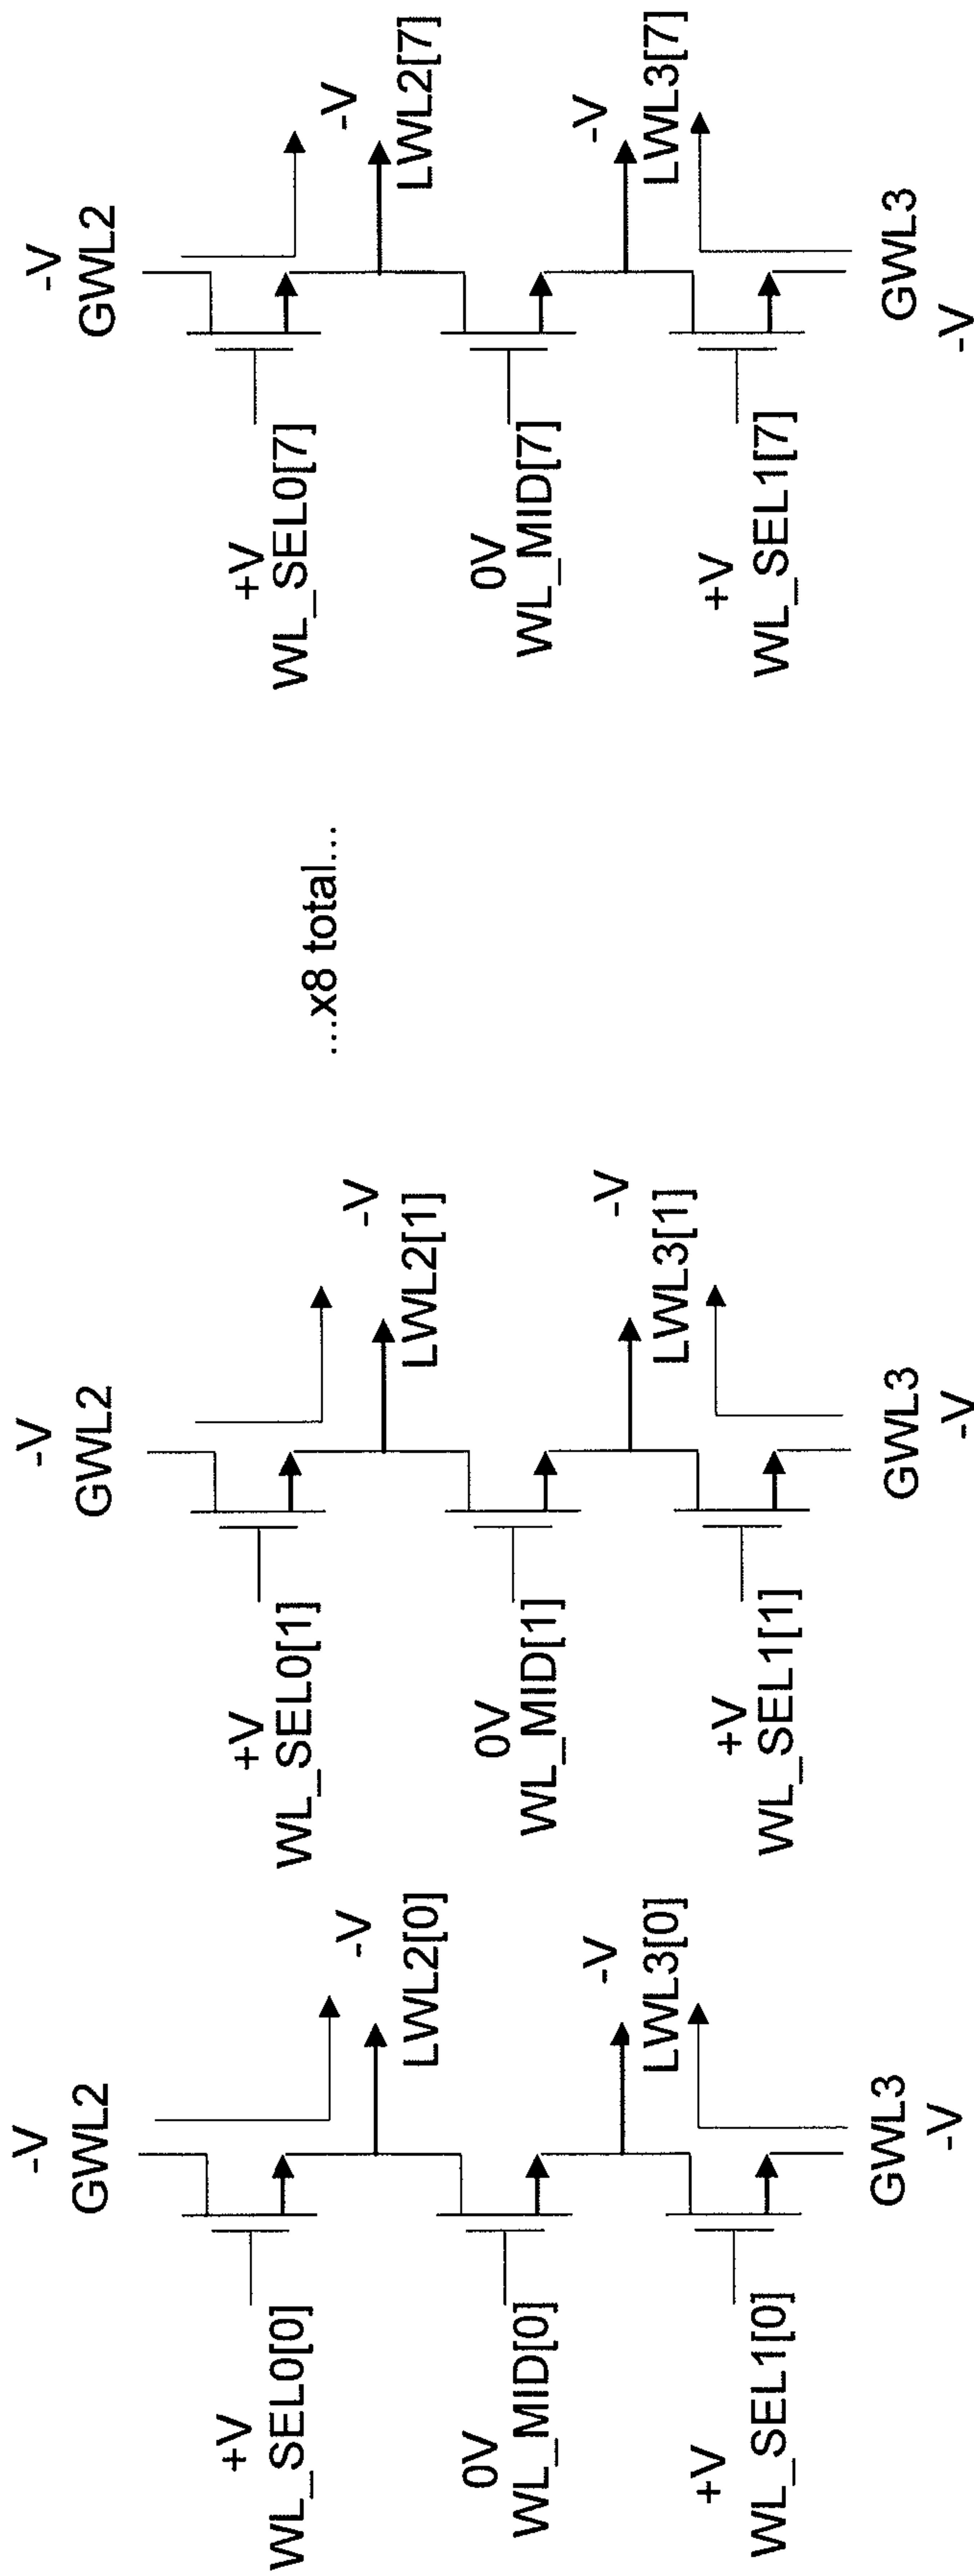 -V
GWL2
+V
WL_SEL0[0]
-V
LWL2[0]
0V
WL_MID[0]
-V
LWL3[0]
+V
WL_SEL1[0]
GWL3
-V
-V
GWL2
+V
WL_SEL0[1]
-V
LWL2[1]
0V
WL_MID[1]
-V
LWL3[1]
+V
WL_SEL1[1]
GWL3
-V
...x8 total...
-V
GWL2
+V
WL_SEL0[7]
-V
LWL2[7]
0V
WL_MID[7]
-V
LWL3[7]
+V
WL_SEL1[7]
GWL3
-V